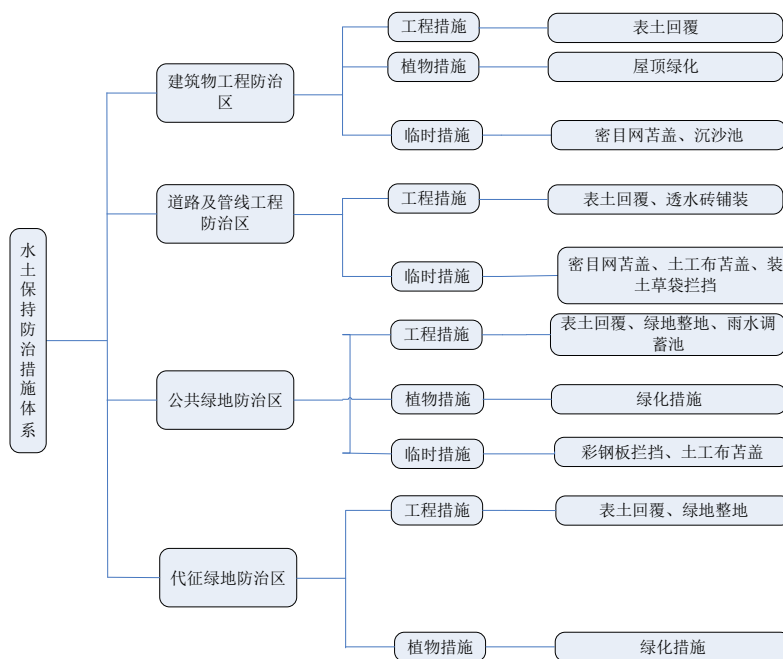 水土保持防治措施体系
建筑物工程防治
区
工程措施
表土回覆
植物措施
屋顶绿化
临时措施
密目网苫盖、沉沙池
道路及管线工程
防治区
工程措施
表土回覆、透水砖铺装
临时措施
密目网苫盖、土工布苫盖、装
土草袋拦挡
公共绿地防治区
工程措施
表土回覆、绿地整地、雨水调
蓄池
植物措施
绿化措施
临时措施
彩钢板拦挡、土工布苫盖
代征绿地防治区
工程措施
表土回覆、绿地整地
植物措施
绿化措施